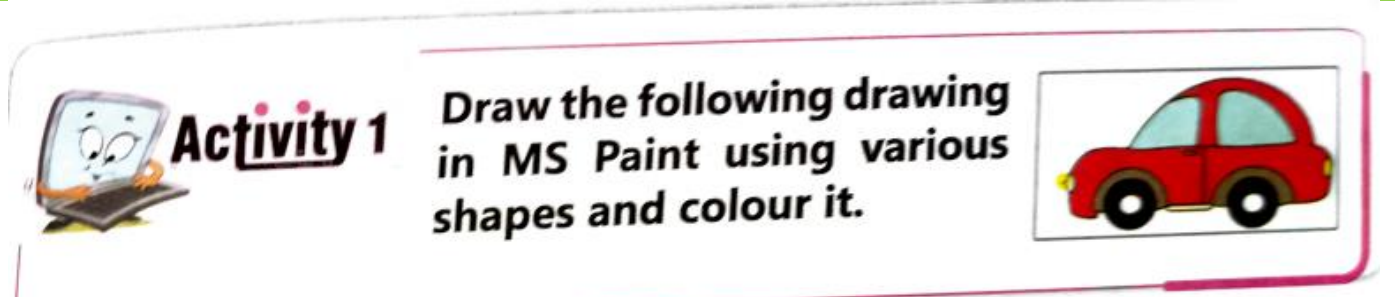 Activity 1
Draw the following drawing
in MS Paint using various
shapes and colour it.